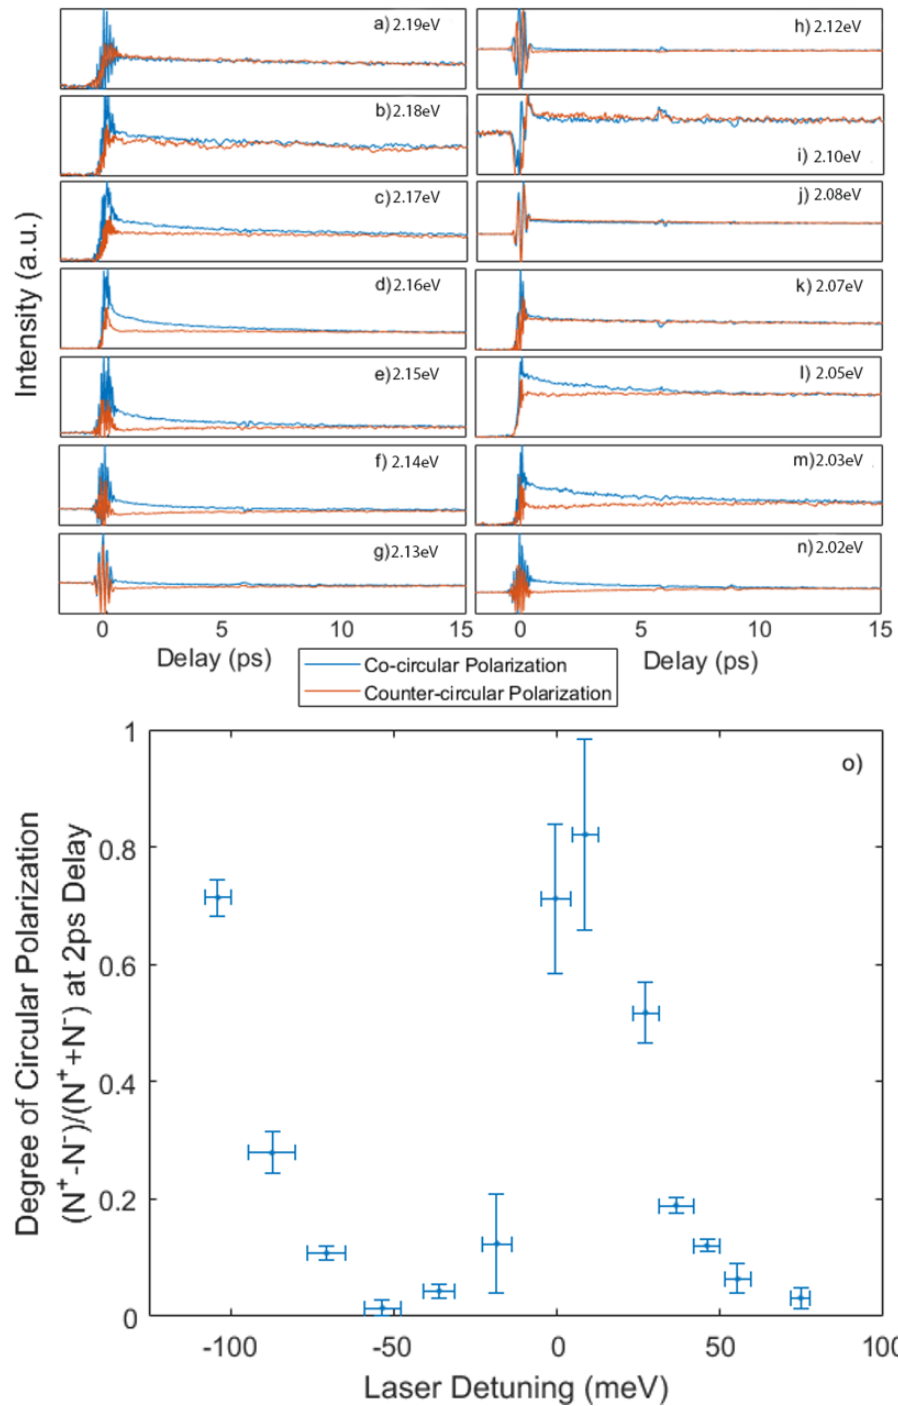 a) 2.19eV
b) 2.18eV
c) 2.17eV
d) 2.16eV
e) 2.15eV
f) 2.14eV
g) 2.13eV
h) 2.12eV
i) 2.10eV
j) 2.08eV
k) 2.07eV
l) 2.05eV
m) 2.03eV
n) 2.02eV
Intensity (a.u.)
0 5 10 15
0 5 10 15
Delay (ps)
Delay (ps)
Co-circular Polarization
Counter-circular Polarization
o)
1
0.8
0.6
0.4
0.2
0
Degree of Circular Polarization
(N⁺-N⁻)/(N⁺+N⁻) at 2ps Delay
-100 -50 0 50 100
Laser Detuning (meV)